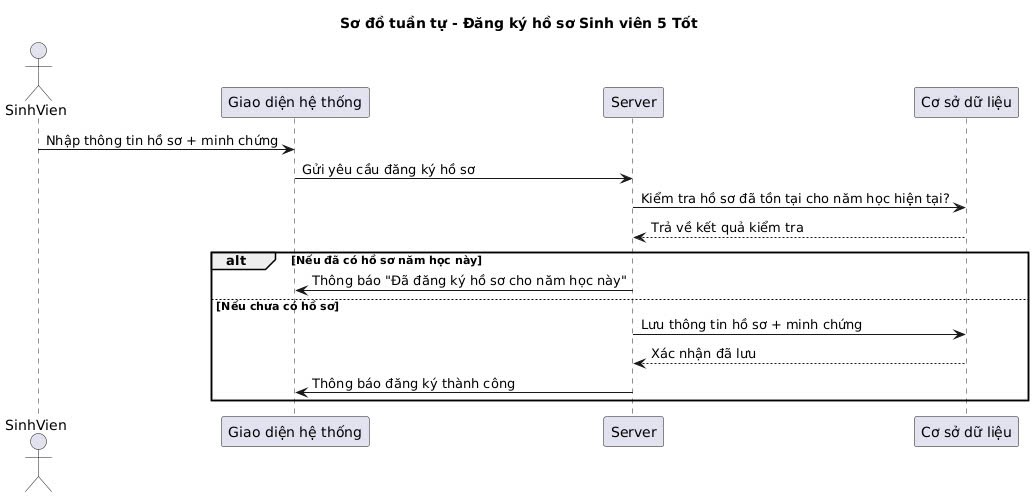 Sơ đồ tuần tự - Đăng ký hồ sơ Sinh viên 5 Tốt
SinhVien
Giao diện hệ thống
Server
Cơ sở dữ liệu
Nhập thông tin hồ sơ + minh chứng
Gửi yêu cầu đăng ký hồ sơ
Kiểm tra hồ sơ đã tồn tại cho năm học hiện tại?
Trả về kết quả kiểm tra
alt [Nếu đã có hồ sơ năm học này]
Thông báo "Đã đăng ký hồ sơ cho năm học này"
[Nếu chưa có hồ sơ]
Lưu thông tin hồ sơ + minh chứng
Xác nhận đã lưu
Thông báo đăng ký thành công
SinhVien
Giao diện hệ thống
Server
Cơ sở dữ liệu